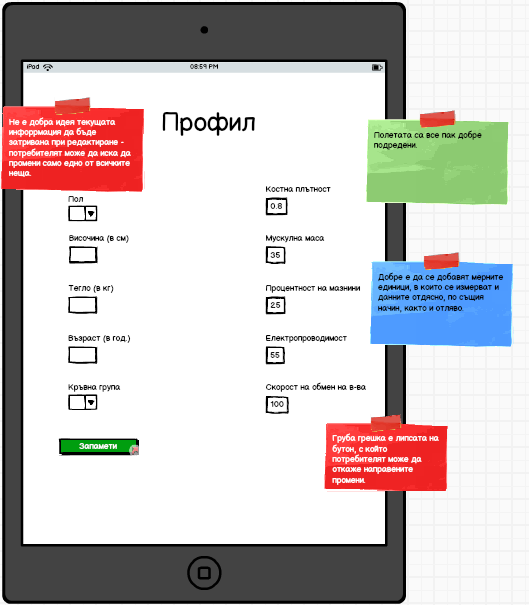 iPad
08:59 PM
Не е добра идея текущата
инфоррмация да бъде
затривана при редактиране -
потребителят може да иска да
промени само едно от всичките
неща.
Профил
Полетата са все пак добре
подредени.
Пол
Височина (в см)
Тегло (в кг)
Възраст (в год.)
Кръвна група
Костна плътност
0.8
Мускулна маса
35
Процентност на мазнини
25
Електропроводимост
55
Скорост на обмен на в-ва
100
Добре е да се добавят мерните
единици, в които се измерват и
данните отдясно, по същия
начин, както и отляво.
Запамети
Груба грешка е липсата на
бутон, с който
потребителят може да
откаже направените
промени.